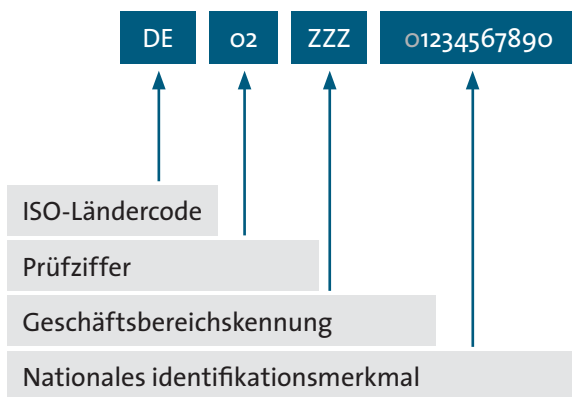 DE 02 ZZZ 01234567890
ISO-Ländercode
Prüfziffer
Geschäftsbereichskennung
Nationales identifikationsmerkmal